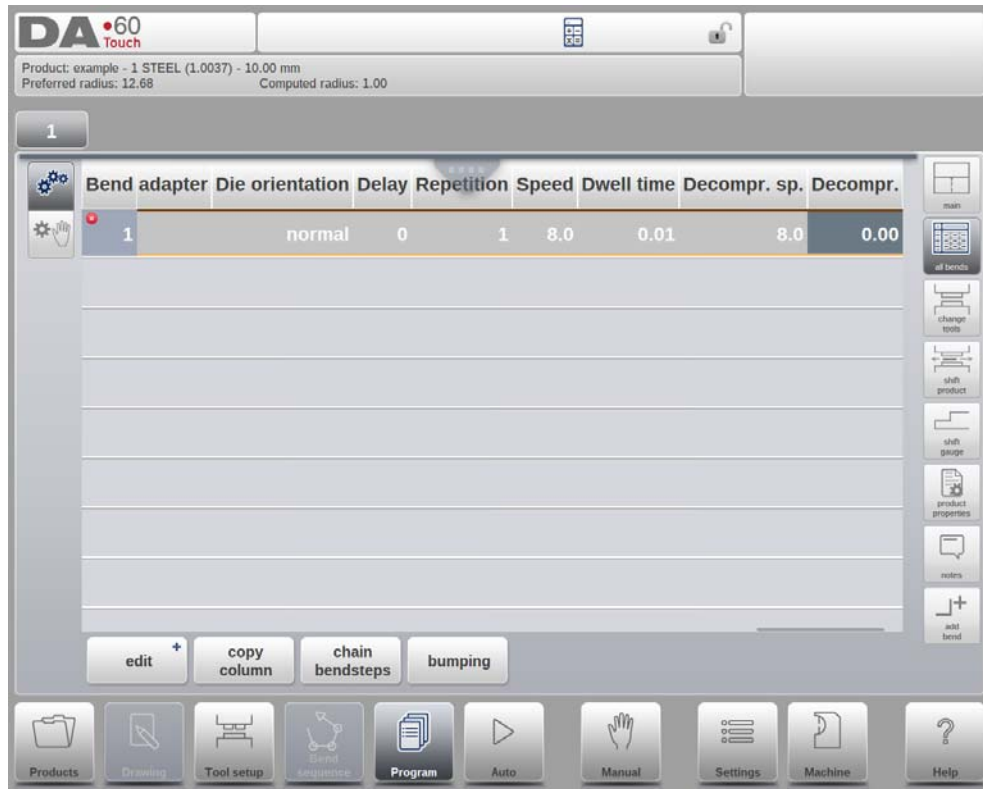 DA •60
Touch
Product: example - 1 STEEL (1.0037) - 10.00 mm
Preferred radius: 12.68 Computed radius: 1.00
1
Bend adapter Die orientation Delay Repetition Speed Dwell time Decompr. sp. Decompr.
1 normal 0 1 8.0 0.01 8.0 0.00
main
all bends
change
tools
shift
product
shift
gauge
product
properties
notes
add
bend
edit +
copy
column
chain
bendsteps
bumping
Products
Drawing
Tool setup
Bend
sequence
Program
Auto
Manual
Settings
Machine
Help